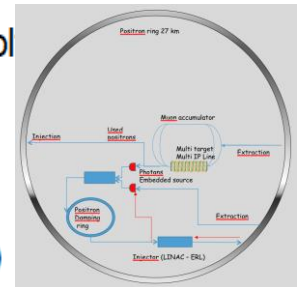 Positron ring 27 km
Muon accumulator
Used
positrons
Injection
Multi target
Multi IP Line
Extraction
Photons
Embedded source
Positron
Damping
ring
Extraction
Injector (LINAC - ERL)